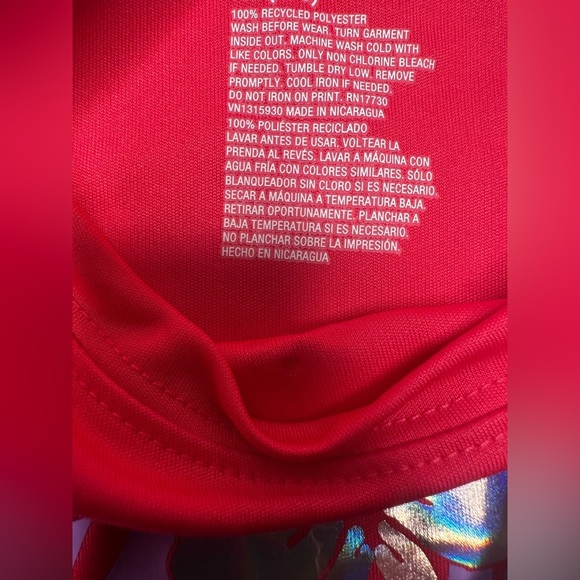 100% RECYCLED POLYESTER
WASH BEFORE WEAR. TURN GARMENT
INSIDE OUT. MACHINE WASH COLD WITH
LIKE COLORS. ONLY NON CHLORINE BLEACH
IF NEEDED. TUMBLE DRY LOW. REMOVE
PROMPTLY. COOL IRON IF NEEDED.
DO NOT IRON ON PRINT. RN17730
VN1315930 MADE IN NICARAGUA
100% POLIÉSTER RECICLADO
LAVAR ANTES DE USAR. VOLTEAR LA
PRENDA AL REVÉS. LAVAR A MÁQUINA CON
AGUA FRÍA CON COLORES SIMILARES. SÓLO
BLANQUEADOR SIN CLORO SI ES NECESARIO.
SECAR A MÁQUINA A TEMPERATURA BAJA.
RETIRAR OPORTUNAMENTE. PLANCHAR A
BAJA TEMPERATURA SI ES NECESARIO.
NO PLANCHAR SOBRE LA IMPRESIÓN.
HECHO EN NICARAGUA